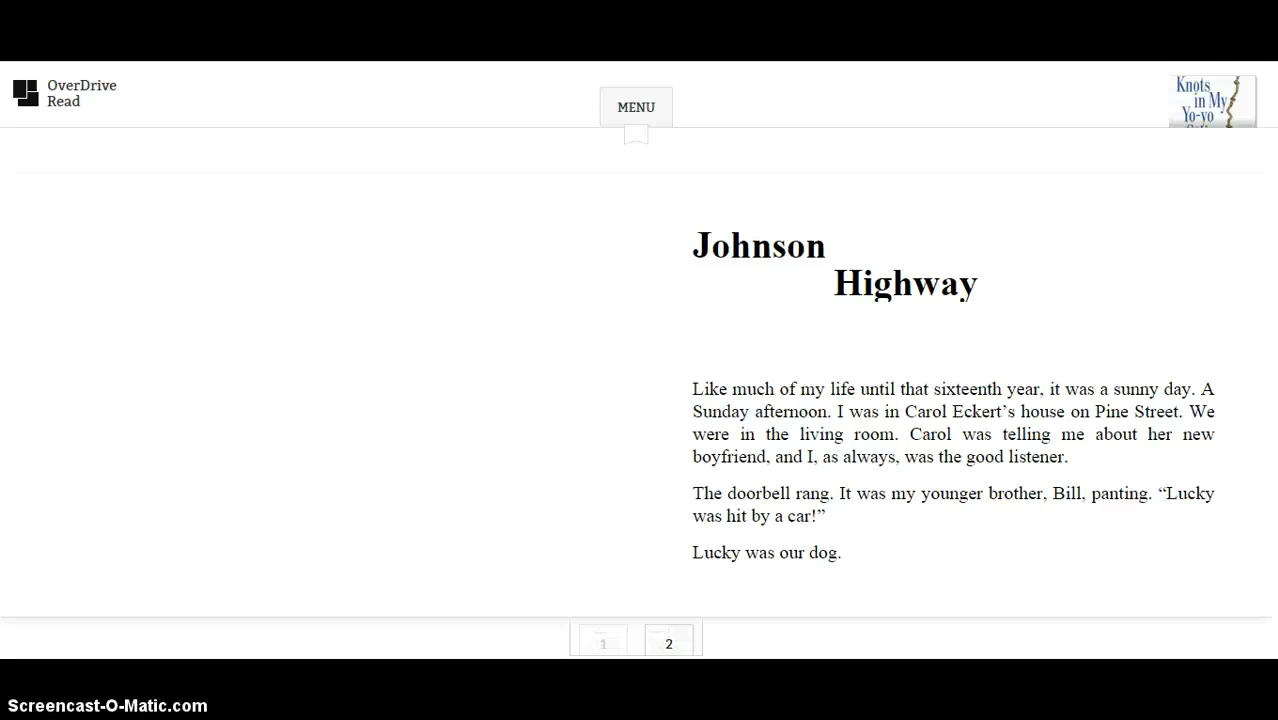 OverDrive
Read
MENU
Knots
in My
Yo-yo
Johnson
Highway
Like much of my life until that sixteenth year, it was a sunny day. A
Sunday afternoon. I was in Carol Eckert’s house on Pine Street. We
were in the living room. Carol was telling me about her new
boyfriend, and I, as always, was the good listener.
The doorbell rang. It was my younger brother, Bill, panting. “Lucky
was hit by a car!”
Lucky was our dog.
1
2
Screencast-O-Matic.com